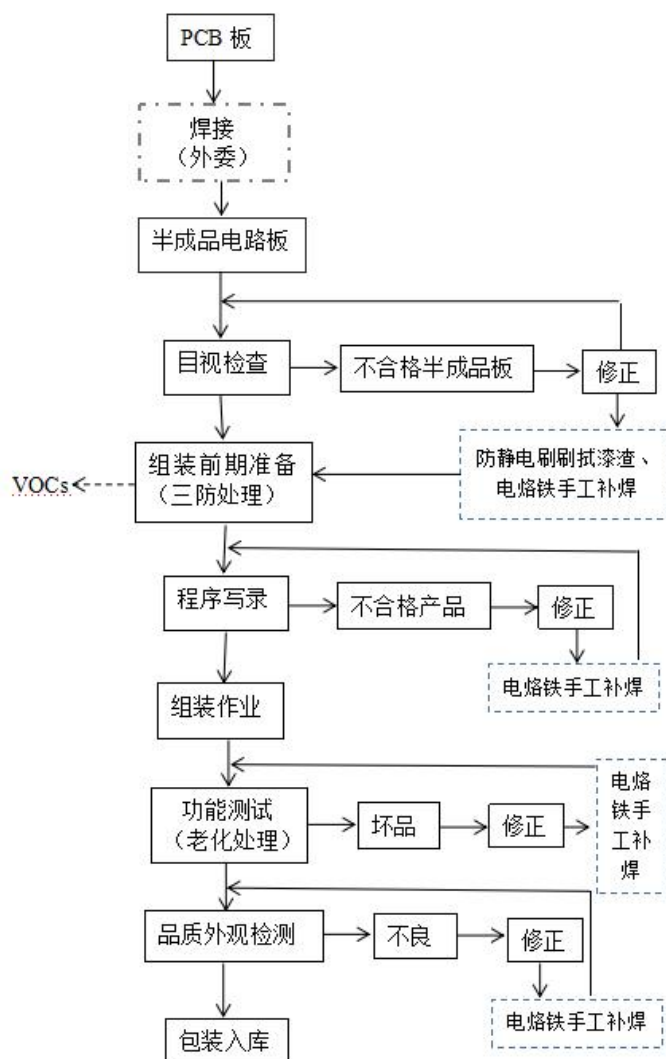 PCB 板
焊接
（外委）
半成品电路板
目视检查
不合格半成品板
修正
组装前期准备
（三防处理）
VOCs
防静电刷刷拭漆渣、
电烙铁手工补焊
程序写录
不合格产品
修正
电烙铁手工补焊
组装作业
功能测试
（老化处理）
坏品
修正
电烙
铁手
工补
焊
品质外观检测
不良
修正
电烙铁手工补焊
包装入库